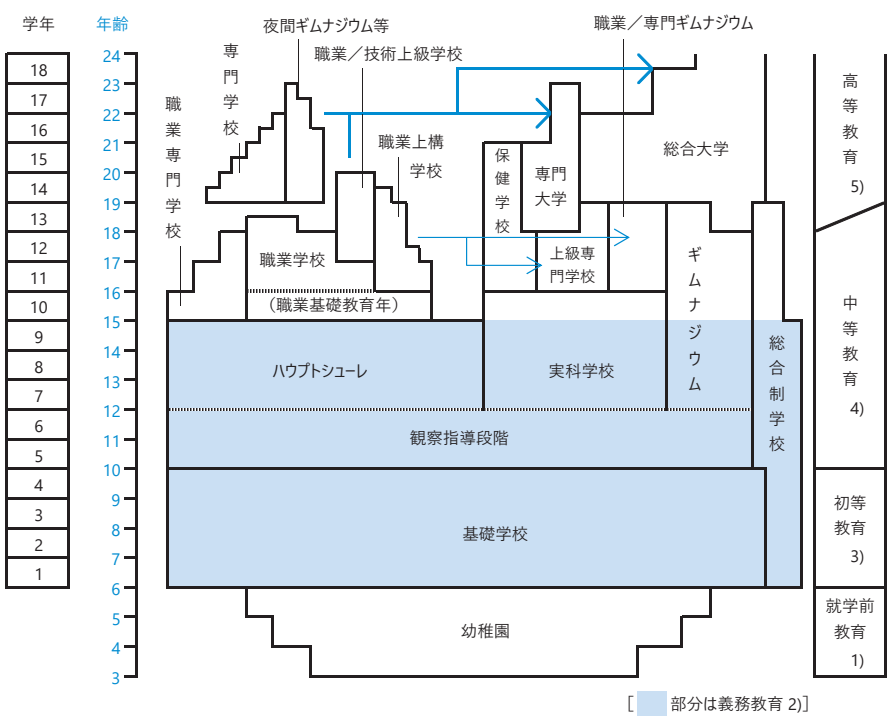 学年
年齢
夜間ギムナジウム等
職業／専門ギムナジウム
専門学校
職業／技術上級学校
24
18
23
17
22
16
21
15
20
14
19
13
18
12
17
11
16
10
15
9
14
8
13
7
12
6
11
5
10
4
9
3
8
2
7
1
6
5
4
3
職業専門学校
職業上構
学校
保健学校
専門
大学
総合大学
高等教育
5)
職業学校
上級専
門学校
ギムナジウム
（職業基礎教育年）
中等教育
4)
ハウプトシューレ
実科学校
総合制学校
観察指導段階
基礎学校
初等
教育
3)
幼稚園
就学前
教育
1)
［　部分は義務教育 2)］